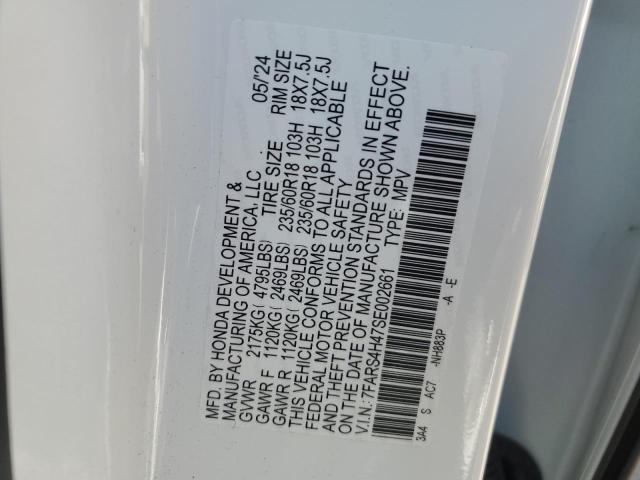 MFD. BY HONDA DEVELOPMENT & 05/'24
MANUFACTURING OF AMERICA, LLC
GVWR 2175KG( 4795LBS) TIRE SIZE RIM SIZE
GAWR F 1120KG( 2469LBS) 235/60R18 103H 18X7.5J
GAWR R 1120KG( 2469LBS) 235/60R18 103H 18X7.5J
THIS VEHICLE CONFORMS TO ALL APPLICABLE
FEDERAL MOTOR VEHICLE SAFETY
AND THEFT PREVENTION STANDARDS IN EFFECT
ON THE DATE OF MANUFACTURE SHOWN ABOVE.
V.I.N.: 7FARS4H47SE002661 TYPE: MPV
3A4 S AC7 -NH883P -A -E